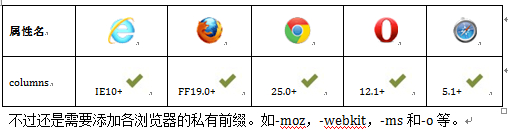 属性名
columns IE10+ FF19.0+ 25.0+ 12.1+ 5.1+
不过还是需要添加各浏览器的私有前缀。如-moz，-webkit，-ms 和-o 等。